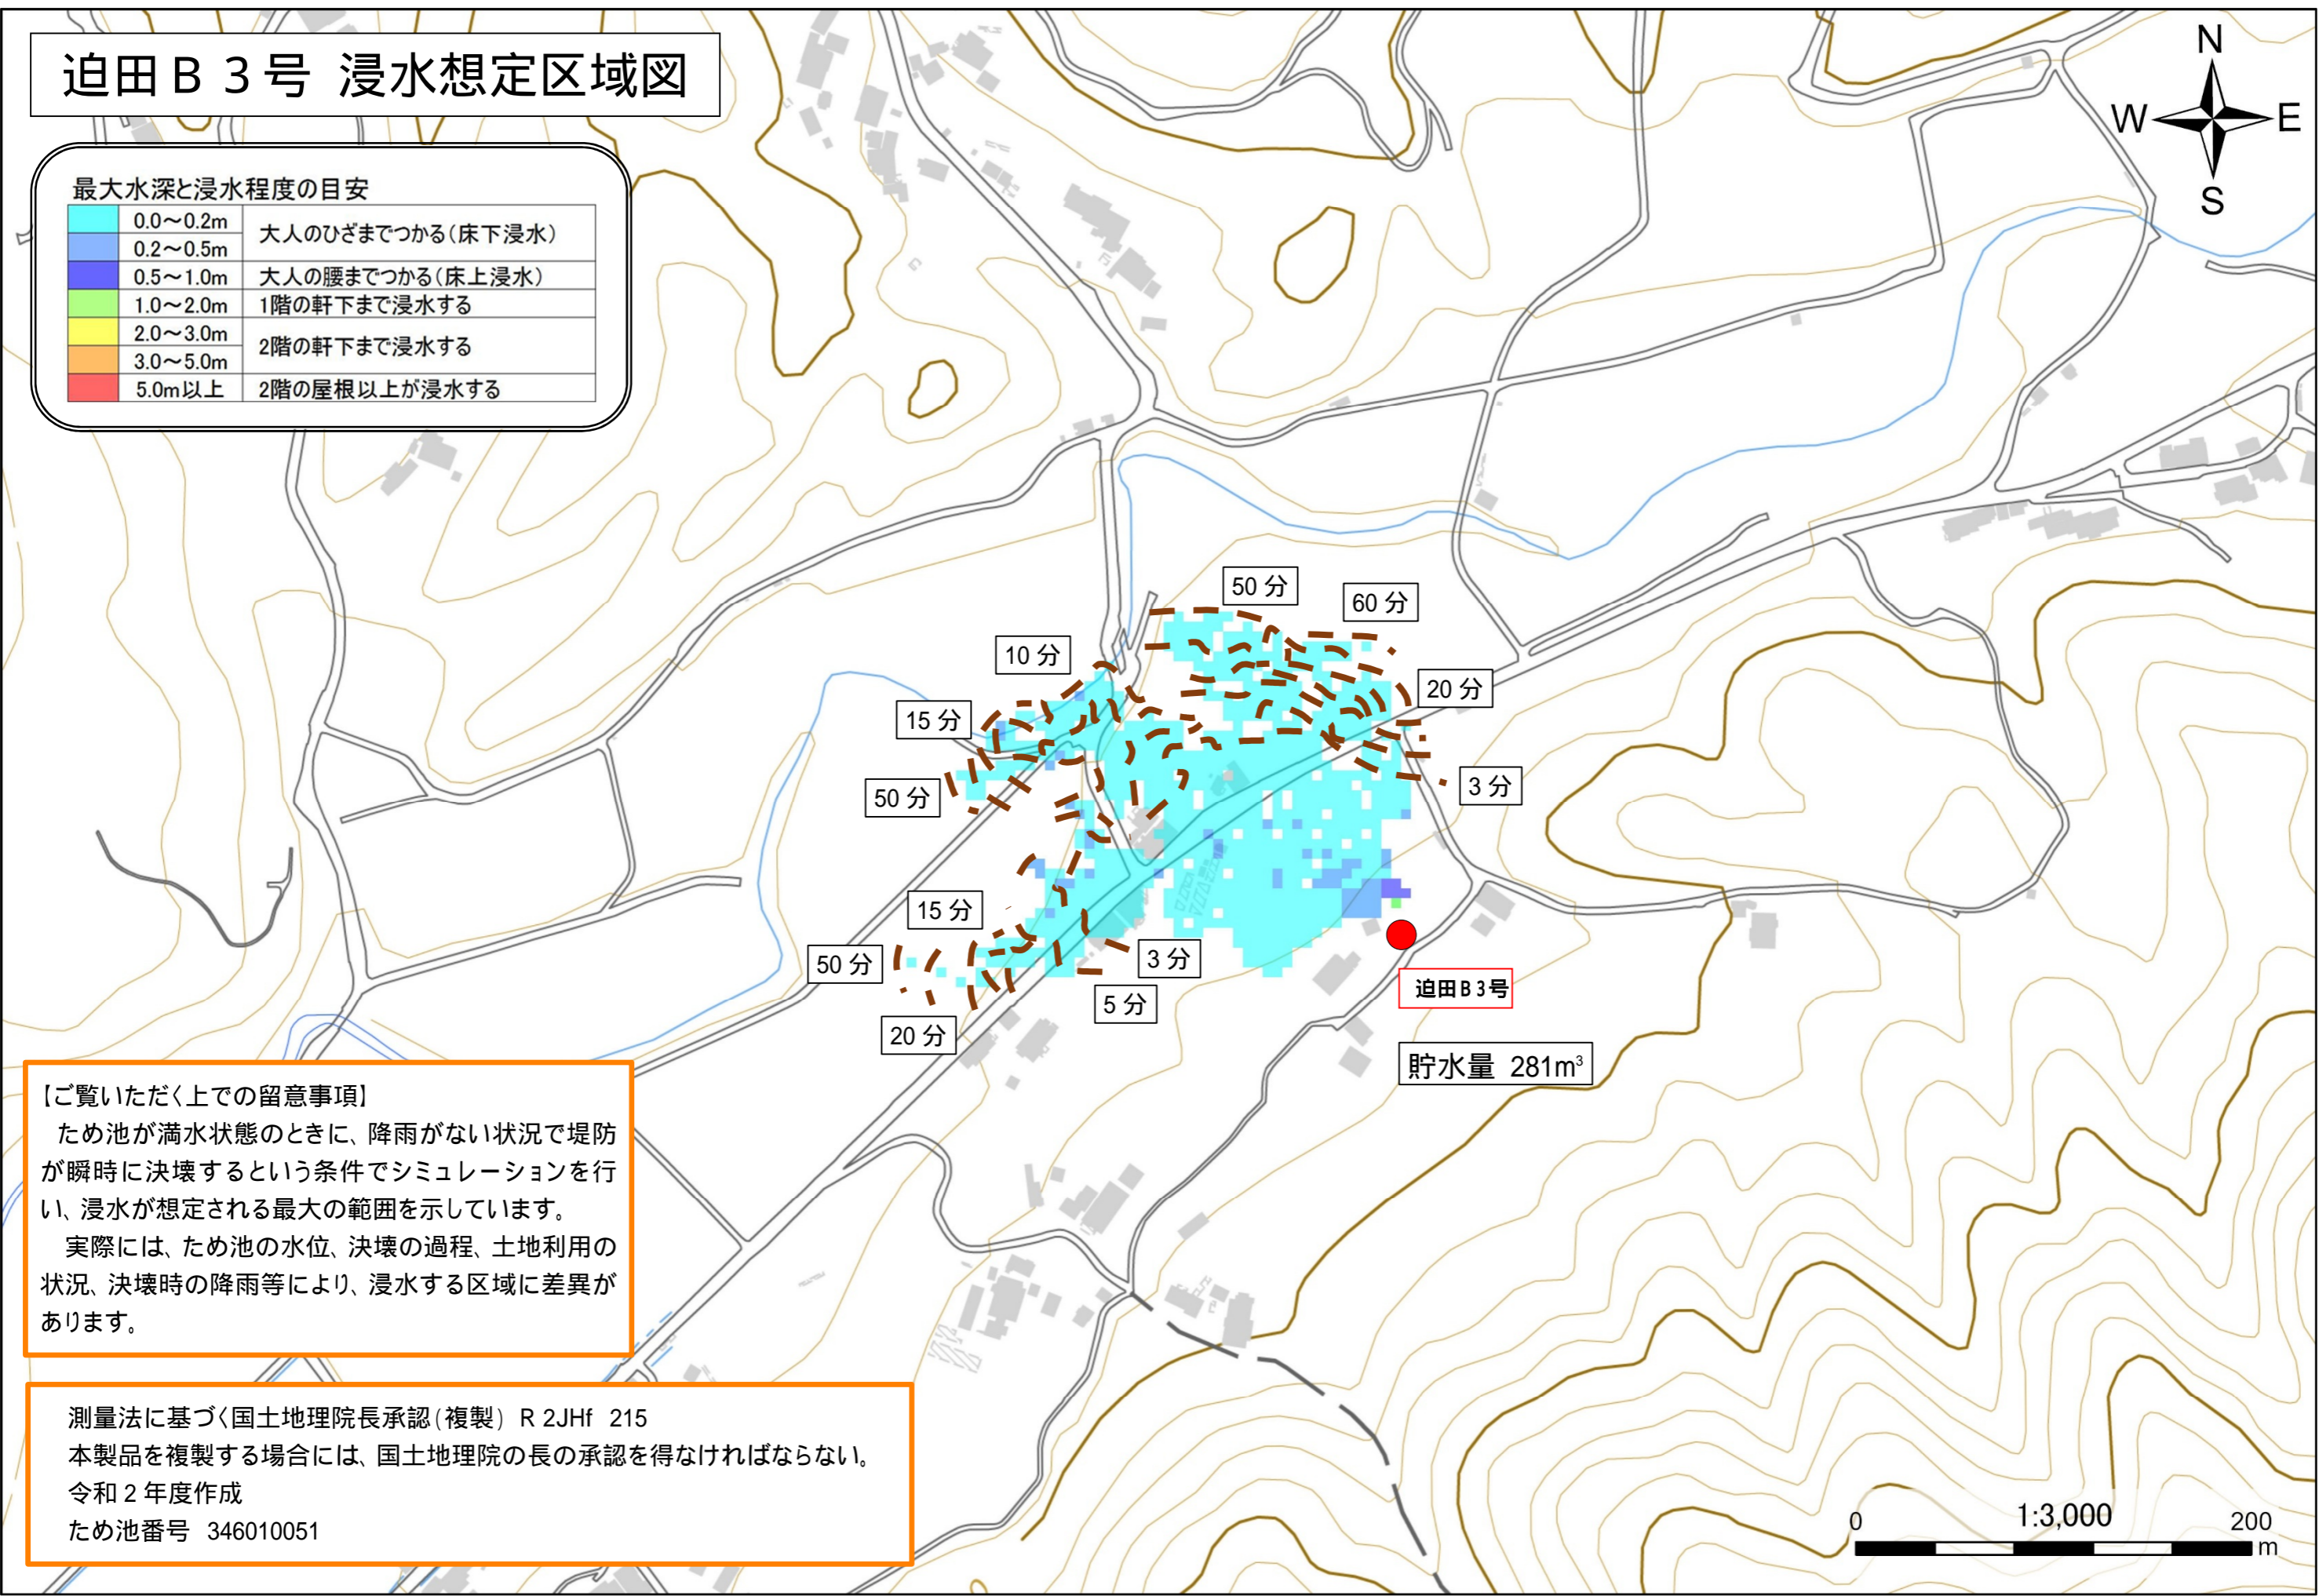 迫田B 3号 浸水想定区域図
N
W E
S
最大水深と浸水程度の目安
0.0～0.2m
大人のひざまでつかる(床下浸水)
0.2～0.5m
0.5～1.0m 大人の腰までつかる(床上浸水)
1.0～2.0m 1階の軒下まで浸水する
2.0～3.0m
2階の軒下まで浸水する
3.0～5.0m
5.0m以上 2階の屋根以上が浸水する
50 分
60 分
10 分
20 分
15 分
3 分
50 分
15 分
50 分
3 分
5 分
20 分
迫田B3号
貯水量 281m³
【ご覧いただく上での留意事項】
ため池が満水状態のときに、降雨がない状況で堤防
が瞬時に決壊するという条件でシミュレーションを行
い、浸水が想定される最大の範囲を示しています。
実際には、ため池の水位、決壊の過程、土地利用の
状況、決壊時の降雨等により、浸水する区域に差異が
あります。
測量法に基づく国土地理院長承認(複製) R 2JHf 215
本製品を複製する場合には、国土地理院の長の承認を得なければならない。
令和2年度作成
ため池番号 346010051
1:3,000
0 200
m